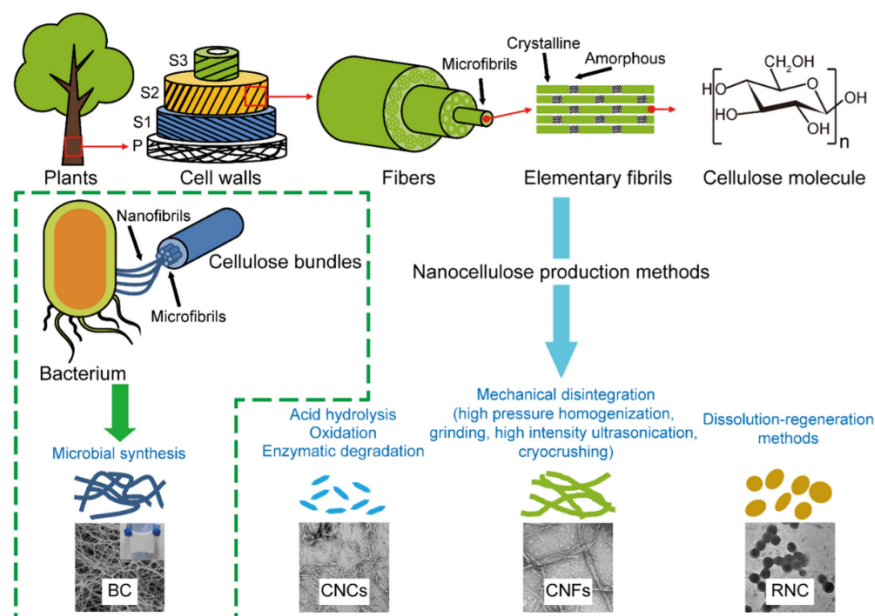 S3
S2
S1
P
Microfibrils
Crystalline
Amorphous
CH2OH
HO
O
OH
HO
OH
n
Plants
Cell walls
Fibers
Elementary fibrils
Cellulose molecule
Nanofibrils
Cellulose bundles
Microfibrils
Bacterium
Nanocellulose production methods
Microbial synthesis
Acid hydrolysis
Oxidation
Enzymatic degradation
Mechanical disintegration
(high pressure homogenization,
grinding, high intensity ultrasonication,
cryocrushing)
Dissolution-regeneration
methods
BC
CNCs
CNFs
RNC